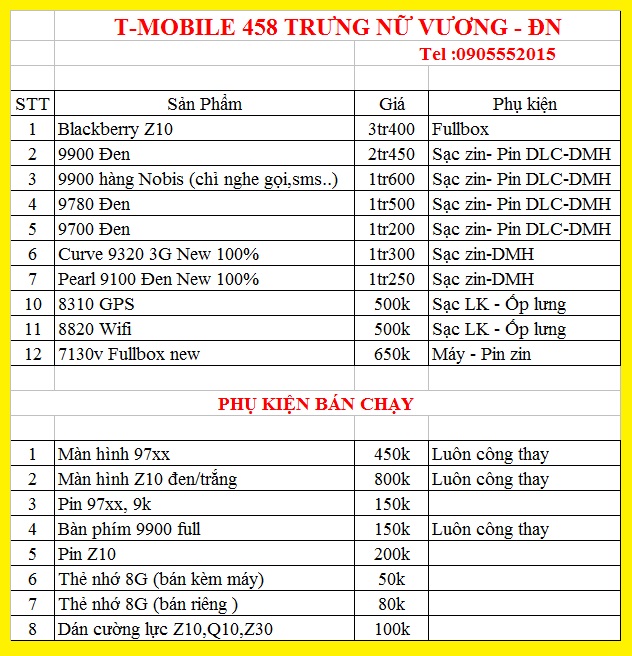 T-MOBILE 458 TRƯNG NỮ VƯƠNG - ĐN
Tel :0905552015
STT Sản Phẩm Giá Phụ kiện
1 Blackberry Z10 3tr400 Fullbox
2 9900 Đen 2tr450 Sạc zin- Pin DLC-DMH
3 9900 hàng Nobis (chỉ nghe gọi,sms..) 1tr600 Sạc zin- Pin DLC-DMH
4 9780 Đen 1tr500 Sạc zin- Pin DLC-DMH
5 9700 Đen 1tr200 Sạc zin- Pin DLC-DMH
6 Curve 9320 3G New 100% 1tr300 Sạc zin-DMH
7 Pearl 9100 Đen New 100% 1tr250 Sạc zin-DMH
10 8310 GPS 500k Sạc LK - Ốp lưng
11 8820 Wifi 500k Sạc LK - Ốp lưng
12 7130v Fullbox new 650k Máy - Pin zin
PHỤ KIỆN BÁN CHẠY
1 Màn hình 97xx 450k Luôn công thay
2 Màn hình Z10 đen/trắng 800k Luôn công thay
3 Pin 97xx, 9k 150k
4 Bàn phím 9900 full 150k Luôn công thay
5 Pin Z10 200k
6 Thẻ nhớ 8G (bán kèm máy) 50k
7 Thẻ nhớ 8G (bán riêng ) 80k
8 Dán cường lực Z10,Q10,Z30 100k